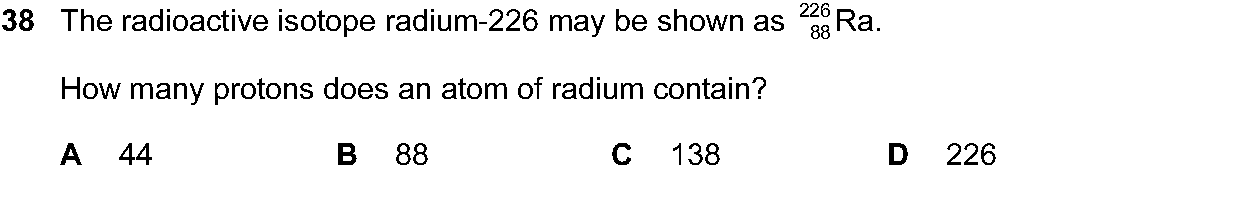 38 The radioactive isotope radium-226 may be shown as ²²⁶₈₈Ra.
How many protons does an atom of radium contain?
A 44 B 88 C 138 D 226